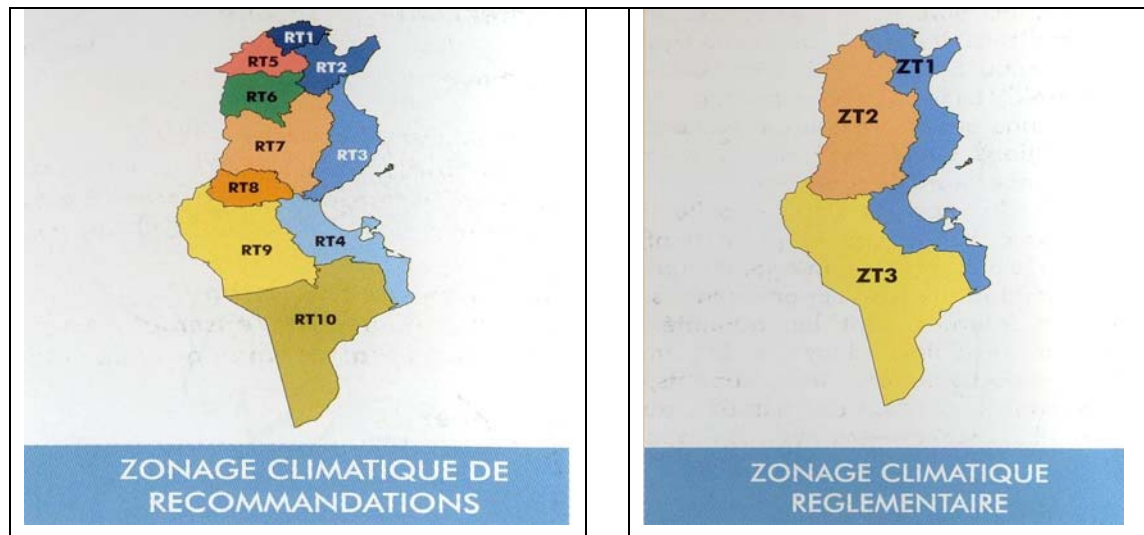 RT1
RT5
RT2
RT6
RT7
RT3
RT8
RT4
RT9
RT10
ZONAGE CLIMATIQUE DE
RECOMMANDATIONS
ZT1
ZT2
ZT3
ZONAGE CLIMATIQUE
REGLEMENTAIRE